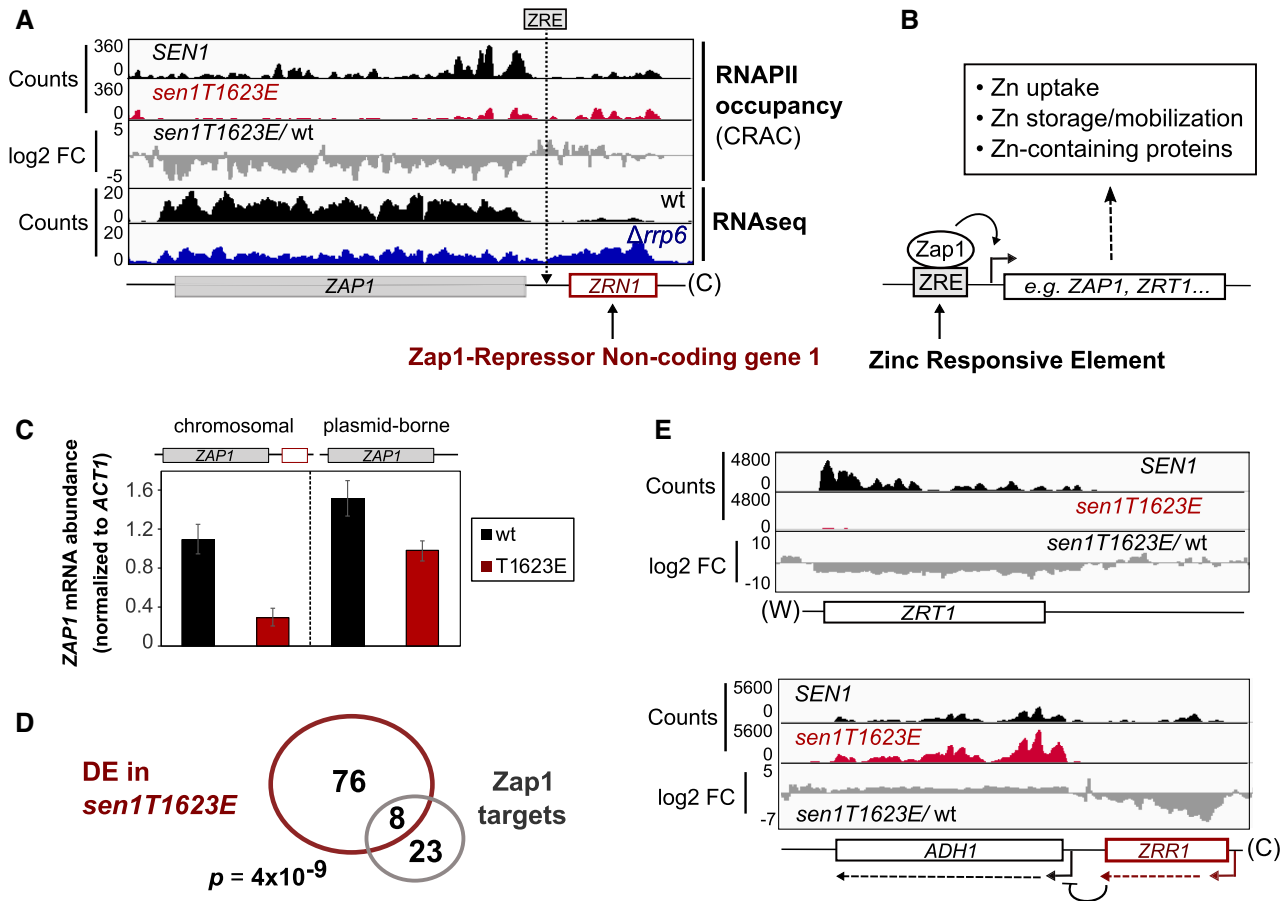 A
ZRE
360
0
Counts
SEN1
360
0
sen1T1623E
5
-5
log2 FC
sen1T1623E/ wt
RNAPII
occupancy
(CRAC)
20
0
Counts
wt
20
0
Δrrp6
RNAseq
ZAP1
ZRN1
(C)
Zap1-Repressor Non-coding gene 1
B
• Zn uptake
• Zn storage/mobilization
• Zn-containing proteins
Zap1
ZRE
e.g. ZAP1, ZRT1...
Zinc Responsive Element
C
chromosomal
plasmid-borne
ZAP1
ZAP1
ZAP1 mRNA abundance
(normalized to ACT1)
1.6
1.2
0.8
0.4
0
wt
T1623E
D
DE in
sen1T1623E
76
8
23
Zap1
targets
p = 4x10-9
E
4800
0
Counts
SEN1
4800
0
sen1T1623E
10
-10
log2 FC
sen1T1623E/ wt
(W)
ZRT1
5600
0
Counts
SEN1
5600
0
sen1T1623E
5
-7
log2 FC
sen1T1623E/ wt
ADH1
ZRR1
(C)